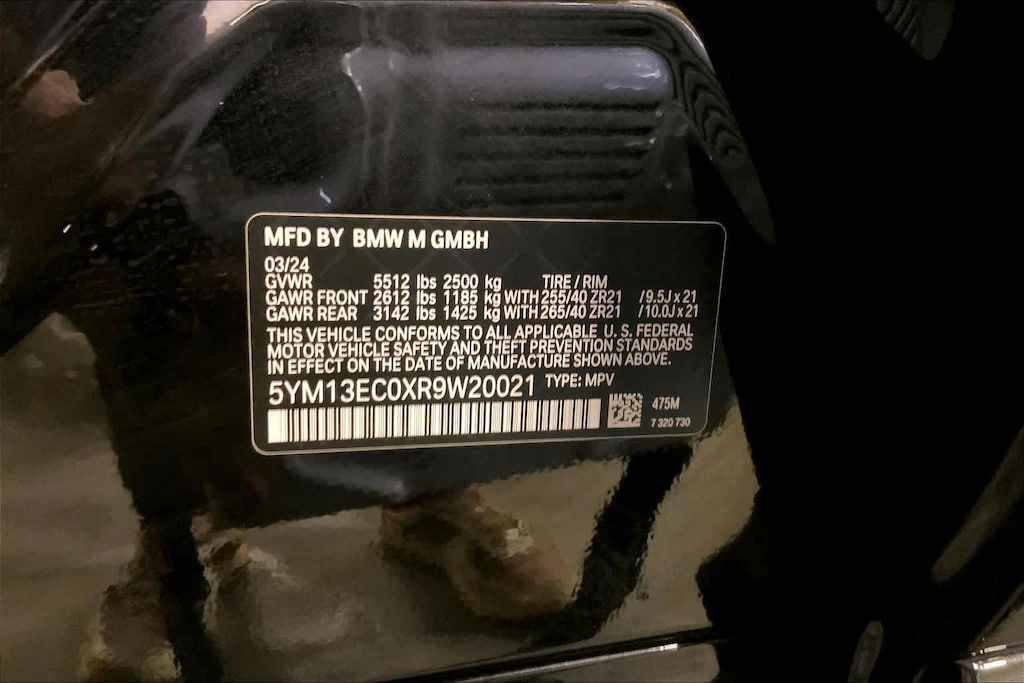 MFD BY BMW M GMBH
03/24
GVWR 5512 lbs 2500 kg TIRE / RIM
GAWR FRONT 2612 lbs 1185 kg WITH 255/40 ZR21 / 9.5J x 21
GAWR REAR 3142 lbs 1425 kg WITH 265/40 ZR21 / 10.0J x 21
THIS VEHICLE CONFORMS TO ALL APPLICABLE U. S. FEDERAL
MOTOR VEHICLE SAFETY AND THEFT PREVENTION STANDARDS
IN EFFECT ON THE DATE OF MANUFACTURE SHOWN ABOVE.
5YM13EC0XR9W20021 TYPE: MPV
475M
7 320 730